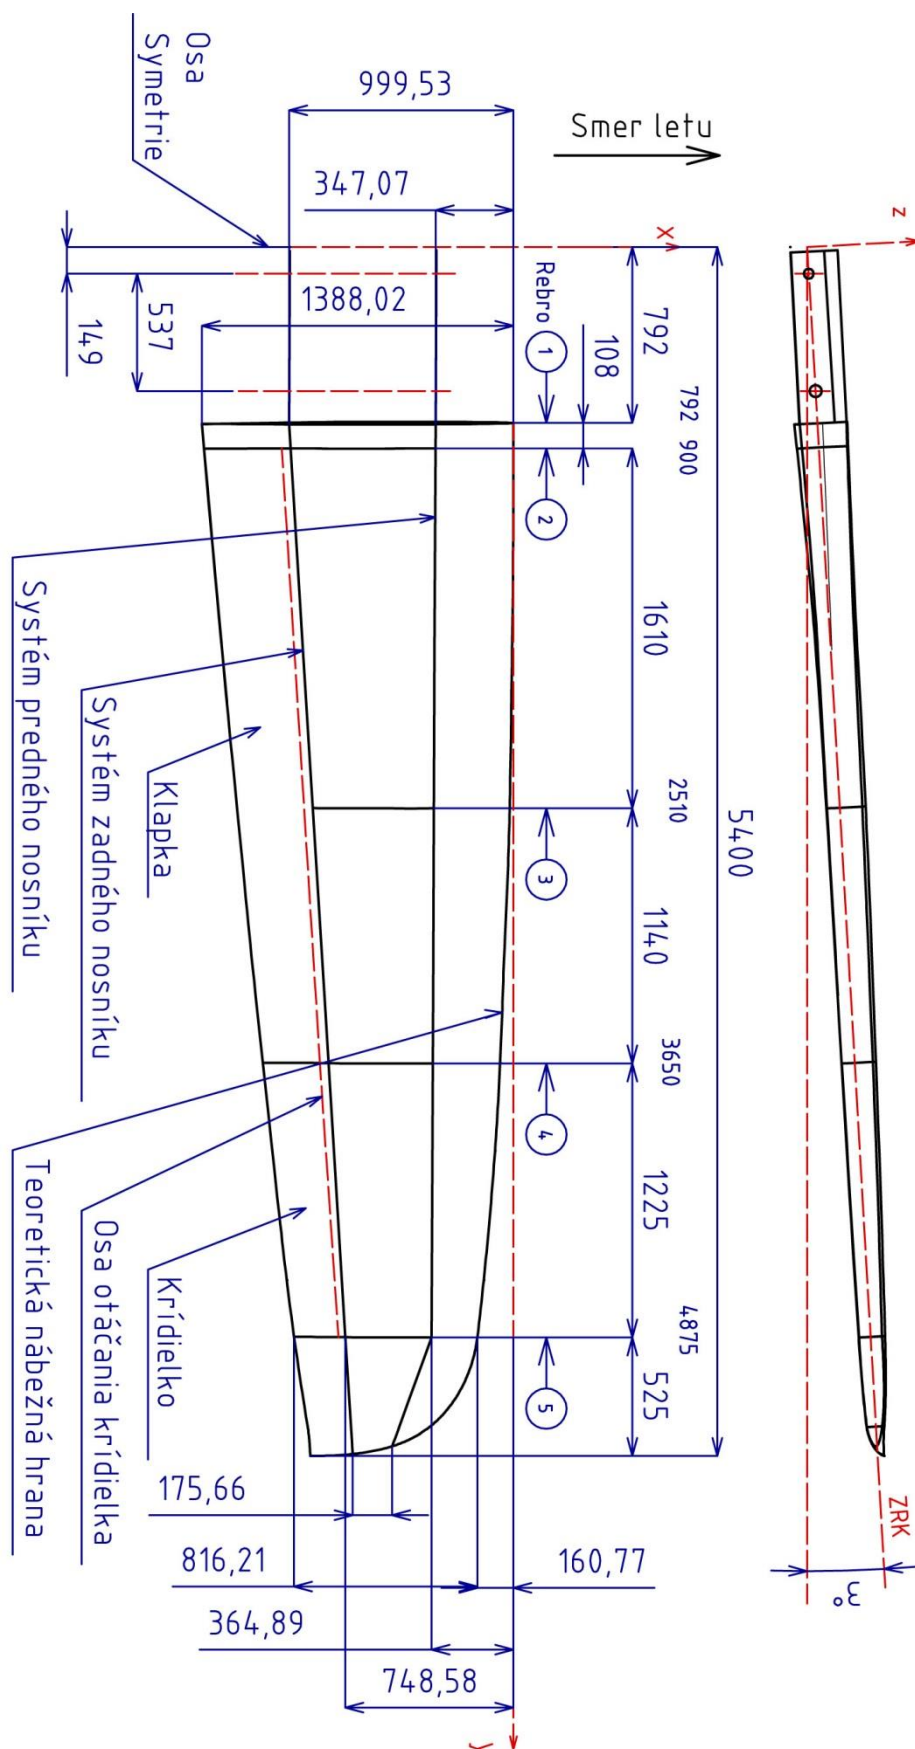 Osa
Symetrie
999,53
Smer letu
347,07
z
x
1388,02
Rebro
1
792
108
149
537
792
900
2
1610
Systém predného nosníku
Systém zadného nosníku
Klapka
2510
3
5400
1140
3650
4
1225
Teoretická nábežná hrana
Osa otáčania krídielka
Krídielko
4875
5
525
175,66
816,21
160,77
364,89
748,58
ZRK
3°
y